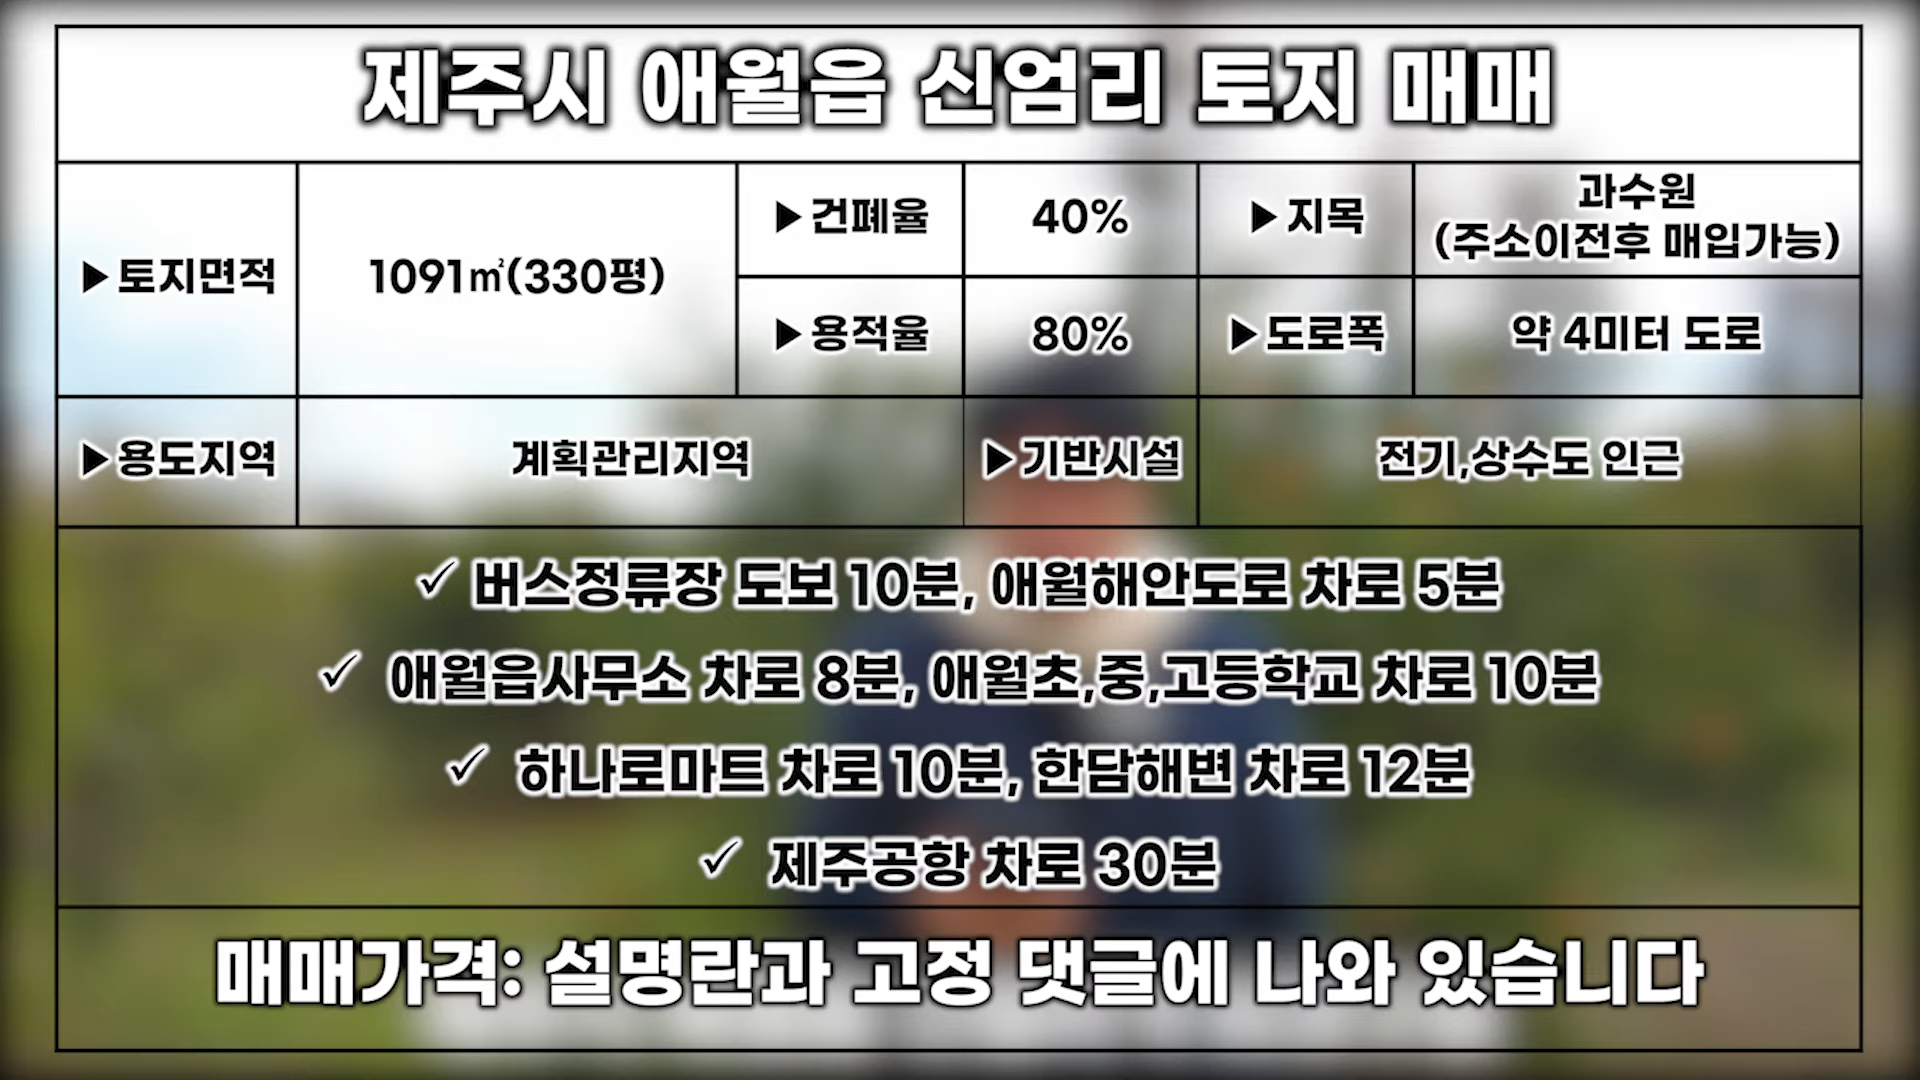 제주시 애월읍 신엄리 토지 매매
▶토지면적
1091㎡(330평)
▶건폐율
40%
▶지목
과수원
(주소이전후 매입가능)
▶용적율
80%
▶도로폭
약 4미터 도로
▶용도지역
계획관리지역
▶기반시설
전기,상수도 인근
✓ 버스정류장 도보 10분, 애월해안도로 차로 5분
✓ 애월읍사무소 차로 8분, 애월초,중,고등학교 차로 10분
✓ 하나로마트 차로 10분, 한담해변 차로 12분
✓ 제주공항 차로 30분
매매가격: 설명란과 고정 댓글에 나와 있습니다